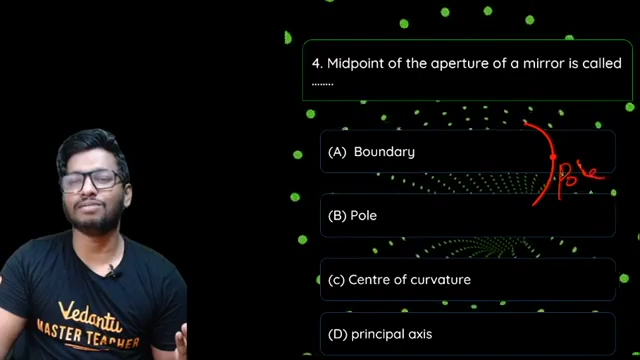 4. Midpoint of the aperture of a mirror is called
........
(A) Boundary
Pole
(B) Pole
(c) Centre of curvature
(D) principal axis
Vedantu
MASTER TEACHER